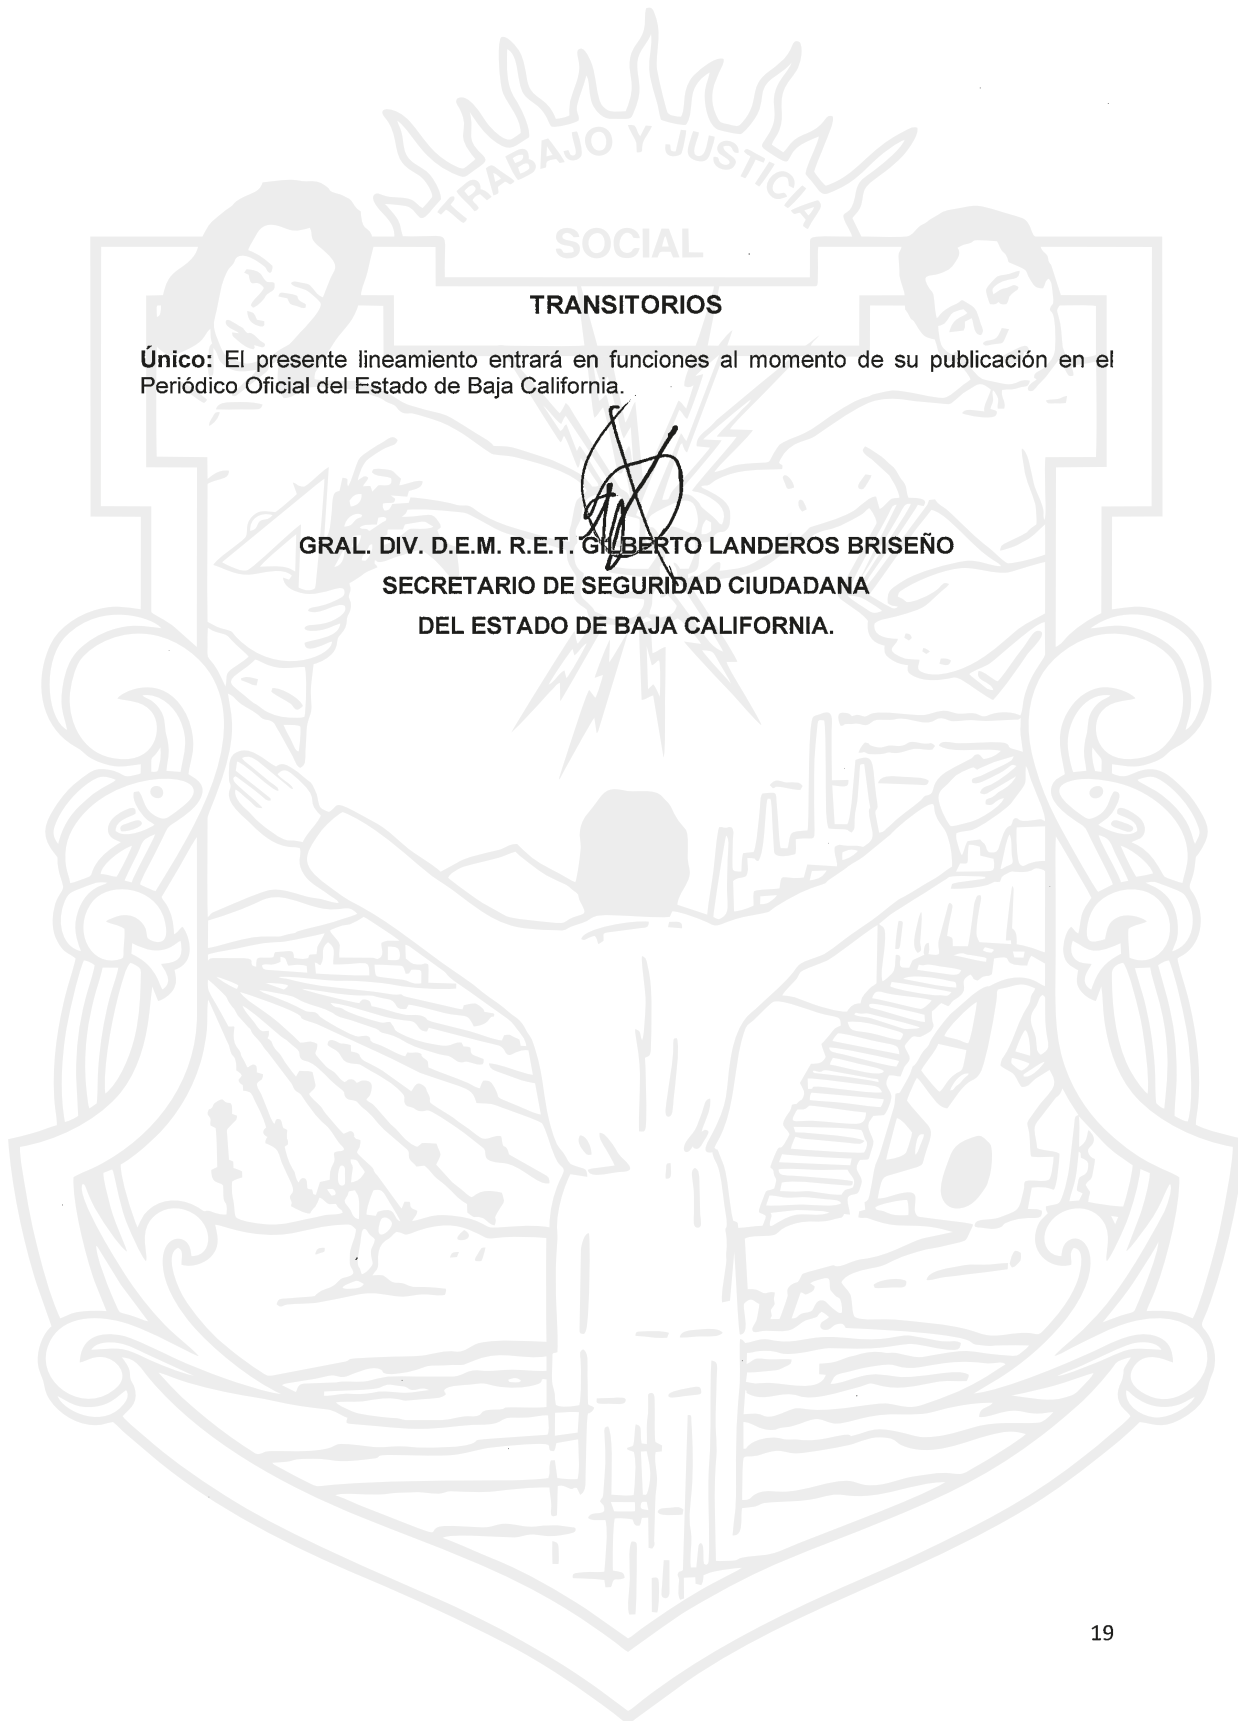 TRABAJO Y JUSTICIA
SOCIAL
TRANSITORIOS
Único: El presente lineamiento entrará en funciones al momento de su publicación en el
Periódico Oficial del Estado de Baja California.
GRAL. DIV. D.E.M. R.E.T. GILBERTO LANDEROS BRISEÑO
SECRETARIO DE SEGURIDAD CIUDADANA
DEL ESTADO DE BAJA CALIFORNIA.
19